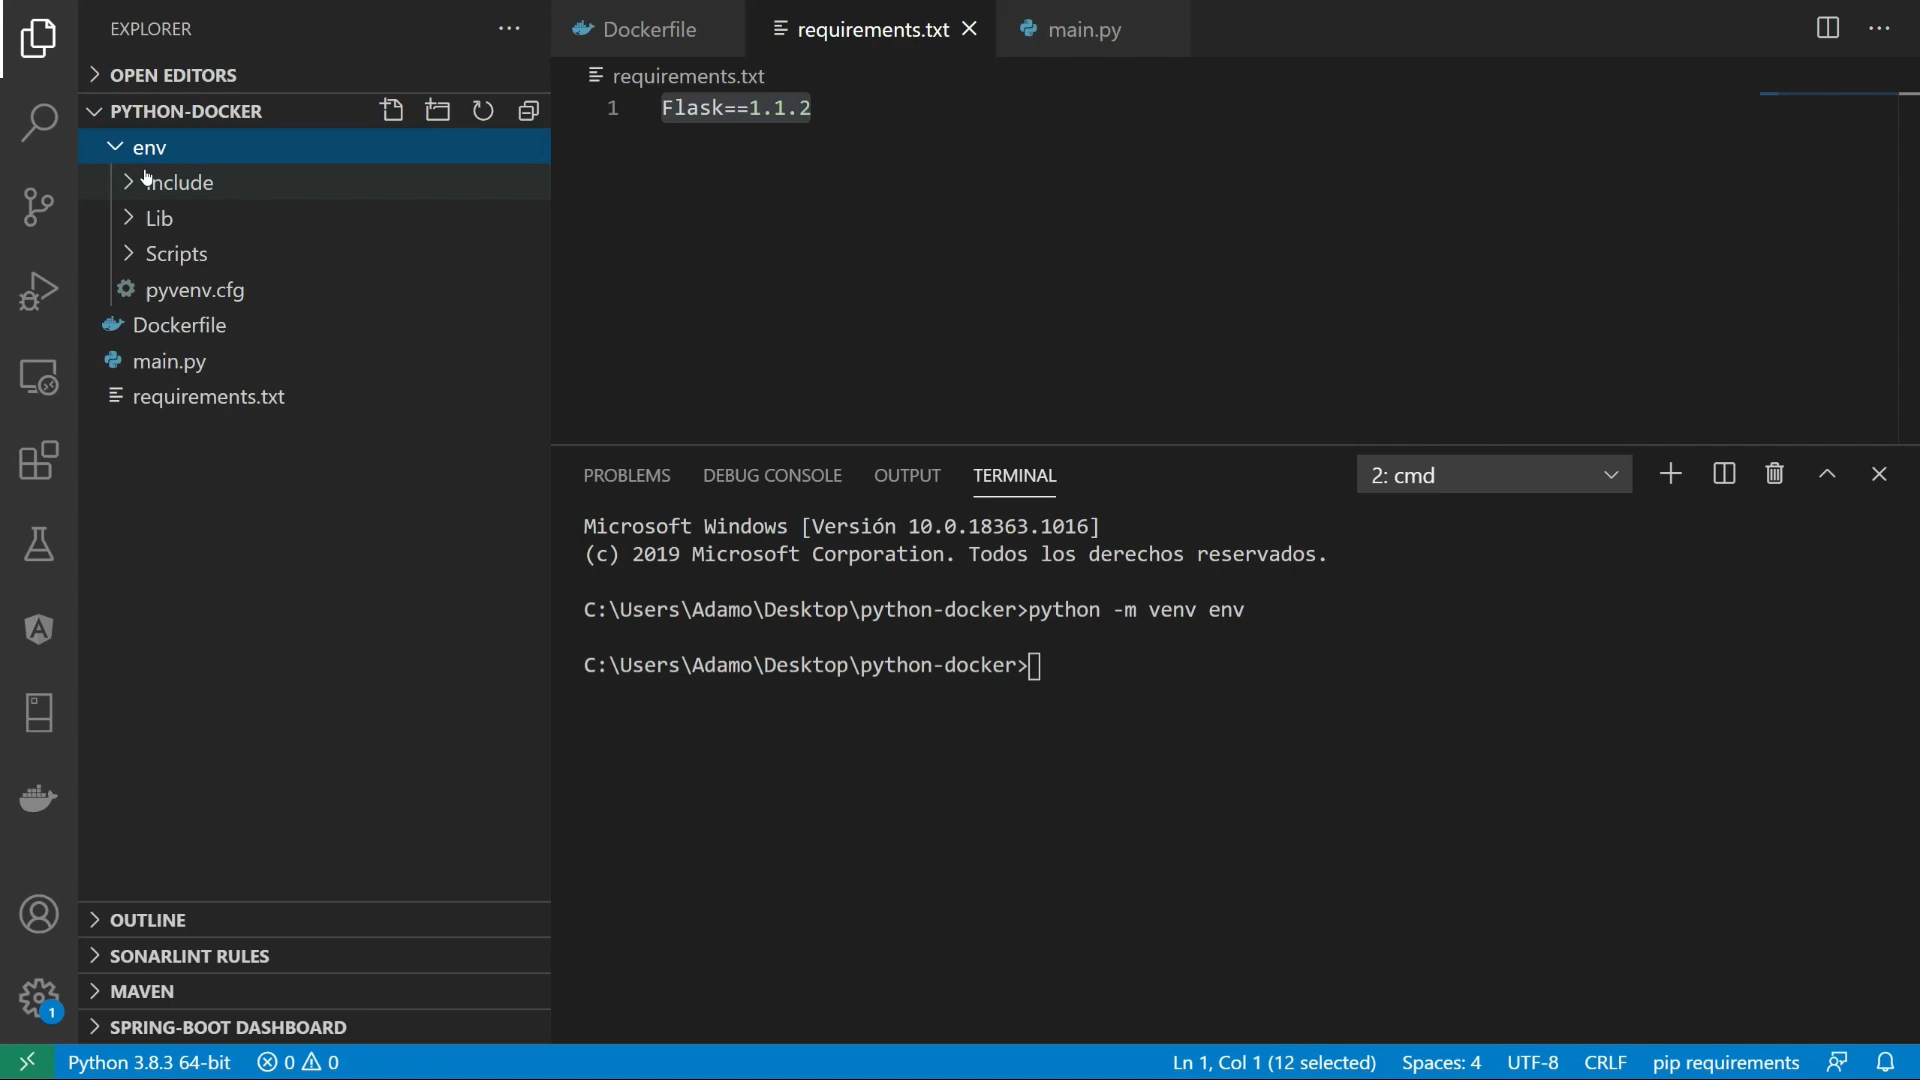 EXPLORER
OPEN EDITORS
PYTHON-DOCKER
env
Include
Lib
Scripts
pyvenv.cfg
Dockerfile
main.py
requirements.txt
OUTLINE
SONARLINT RULES
MAVEN
SPRING-BOOT DASHBOARD
1
Dockerfile
requirements.txt
main.py
requirements.txt
1 Flask==1.1.2
PROBLEMS DEBUG CONSOLE OUTPUT TERMINAL 2: cmd
Microsoft Windows [Versión 10.0.18363.1016]
(c) 2019 Microsoft Corporation. Todos los derechos reservados.
C:\Users\Adamo\Desktop\python-docker>python -m venv env
C:\Users\Adamo\Desktop\python-docker>
Python 3.8.3 64-bit 0 0 Ln 1, Col 1 (12 selected) Spaces: 4 UTF-8 CRLF pip requirements